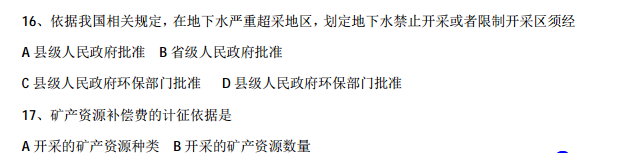 16、依据我国相关规定，在地下水严重超采地区，划定地下水禁止开采或者限制开采区须经
A 县级人民政府批准 B 省级人民政府批准
C 县级人民政府环保部门批准 D 县级人民政府环保部门批准
17、矿产资源补偿费的计征依据是
A 开采的矿产资源种类 B 开采的矿产资源数量